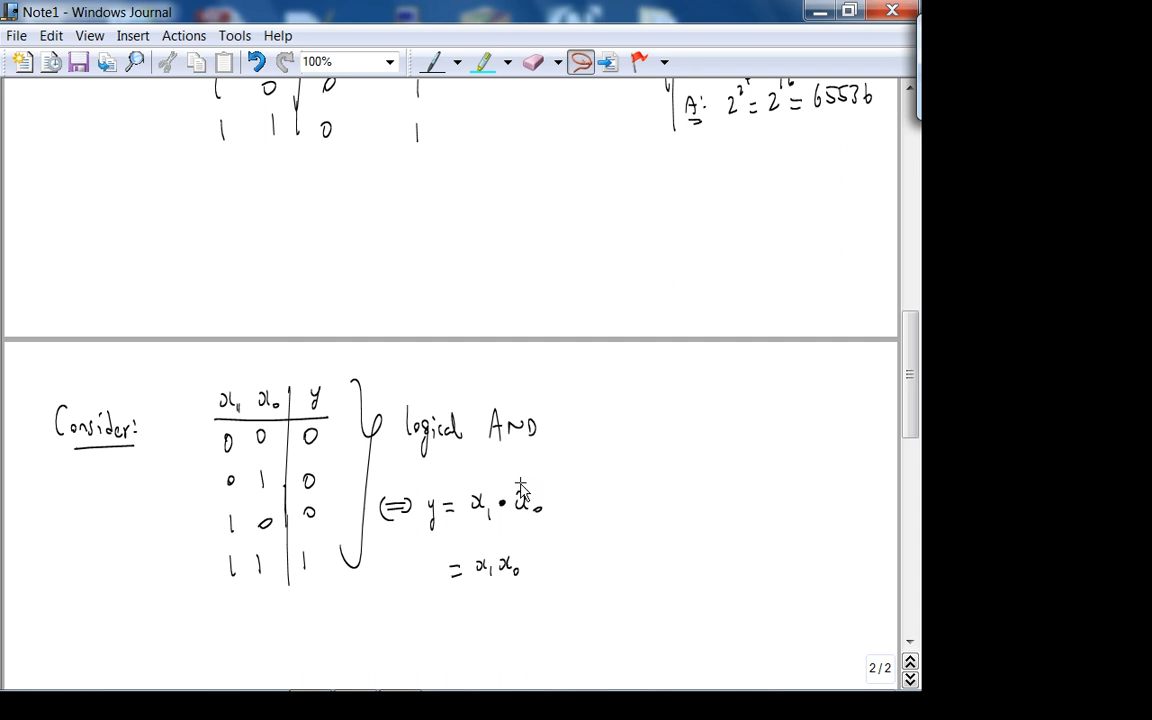 Note1 - Windows Journal
File Edit View Insert Actions Tools Help
100%
1 0 0 1
1 1 0 1
A: 2^2^4 = 2^16 = 65536
Consider:
x₁ x₀ y
0 0 0
0 1 0
1 0 0
1 1 1
logical AND
⟺ y = x₁ • x₀
= x₁x₀
2 / 2